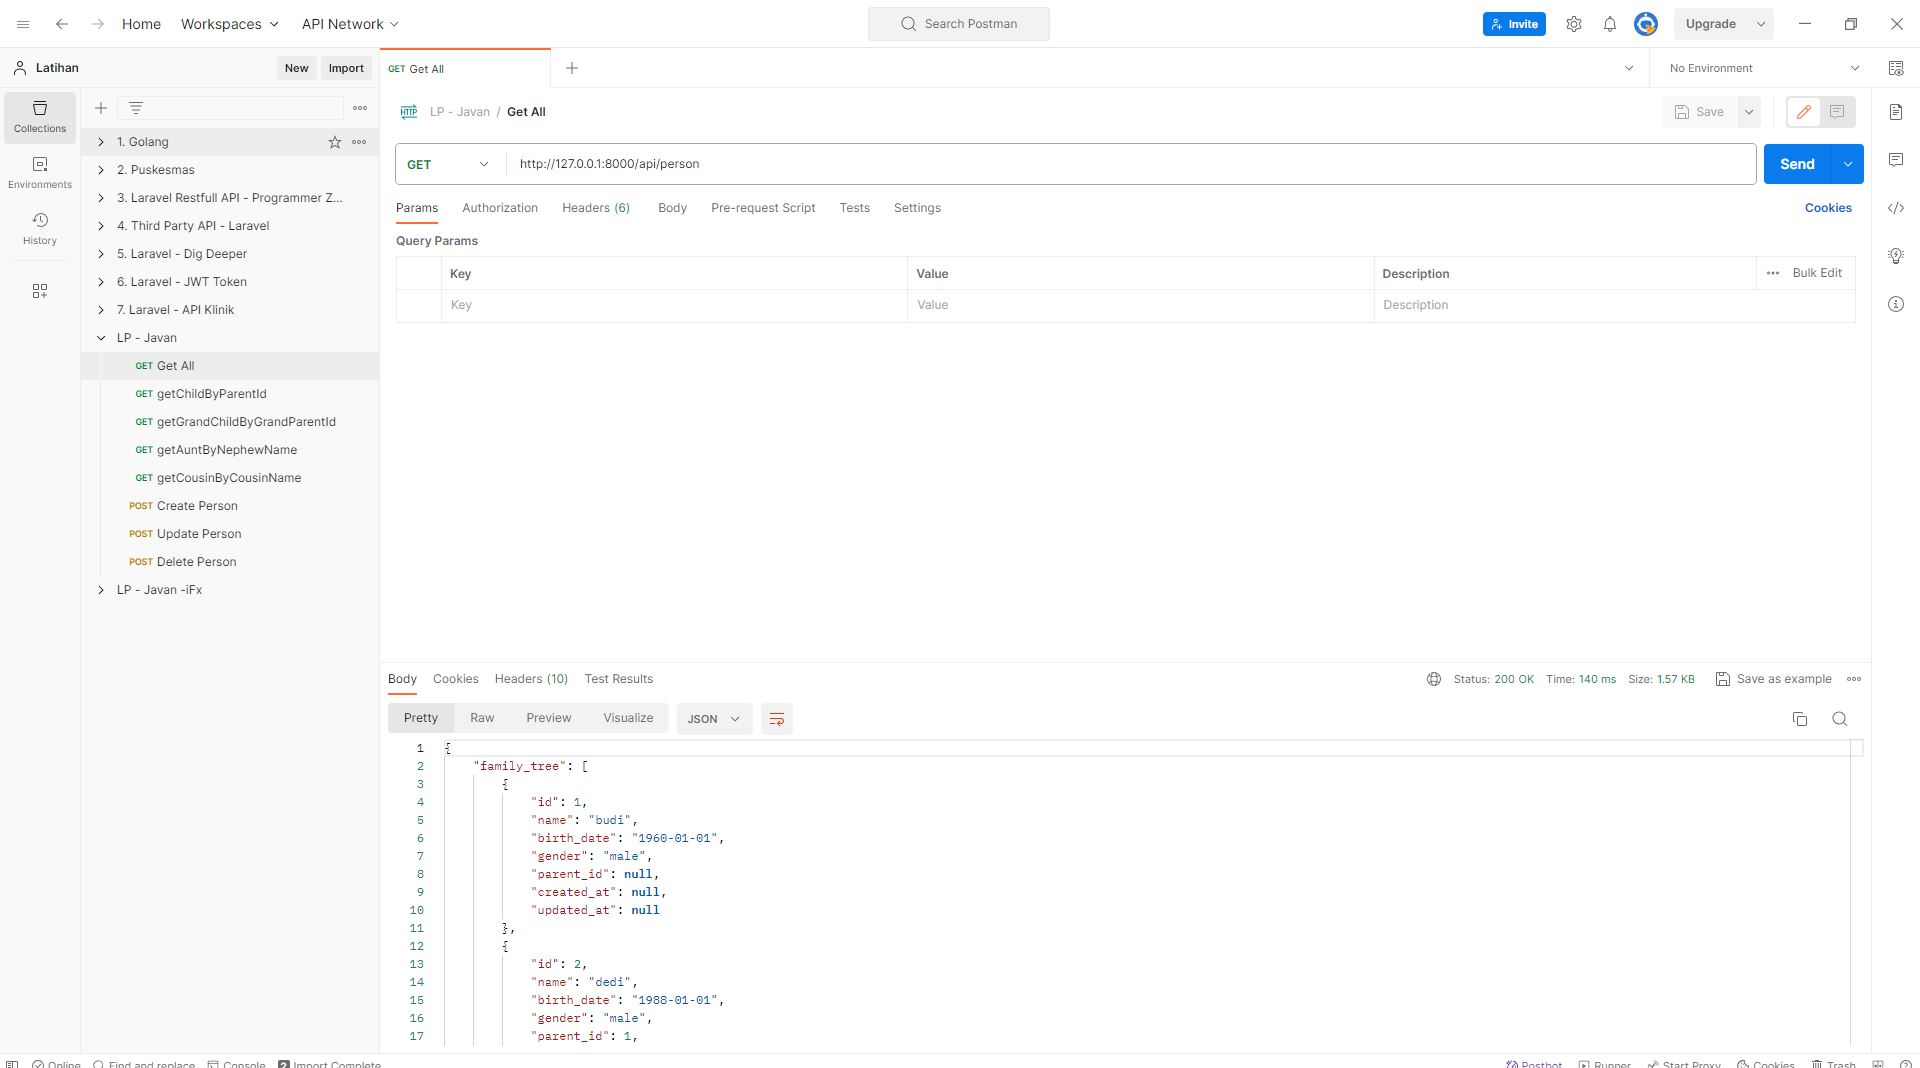 Home Workspaces API Network Search Postman Invite Upgrade
Latihan New Import GET Get All No Environment
Collections
Environments
History
1. Golang
2. Puskesmas
3. Laravel Restfull API - Programmer Z...
4. Third Party API - Laravel
5. Laravel - Dig Deeper
6. Laravel - JWT Token
7. Laravel - API Klinik
LP - Javan
GET Get All
GET getChildByParentId
GET getGrandChildByGrandParentId
GET getAuntByNephewName
GET getCousinByCousinName
POST Create Person
POST Update Person
POST Delete Person
LP - Javan -iFx
HTTP LP - Javan / Get All Save
GET http://127.0.0.1:8000/api/person Send
Params Authorization Headers (6) Body Pre-request Script Tests Settings Cookies
Query Params
Key Value Description Bulk Edit
Key Value Description
Body Cookies Headers (10) Test Results Status: 200 OK Time: 140 ms Size: 1.57 KB Save as example
Pretty Raw Preview Visualize JSON
1 {
2 "family_tree": [
3 {
4 "id": 1,
5 "name": "budi",
6 "birth_date": "1960-01-01",
7 "gender": "male",
8 "parent_id": null,
9 "created_at": null,
10 "updated_at": null
11 },
12 {
13 "id": 2,
14 "name": "dedi",
15 "birth_date": "1988-01-01",
16 "gender": "male",
17 "parent_id": 1,
Online Find and replace Console Import Complete Postbot Runner Start Proxy Cookies Trash